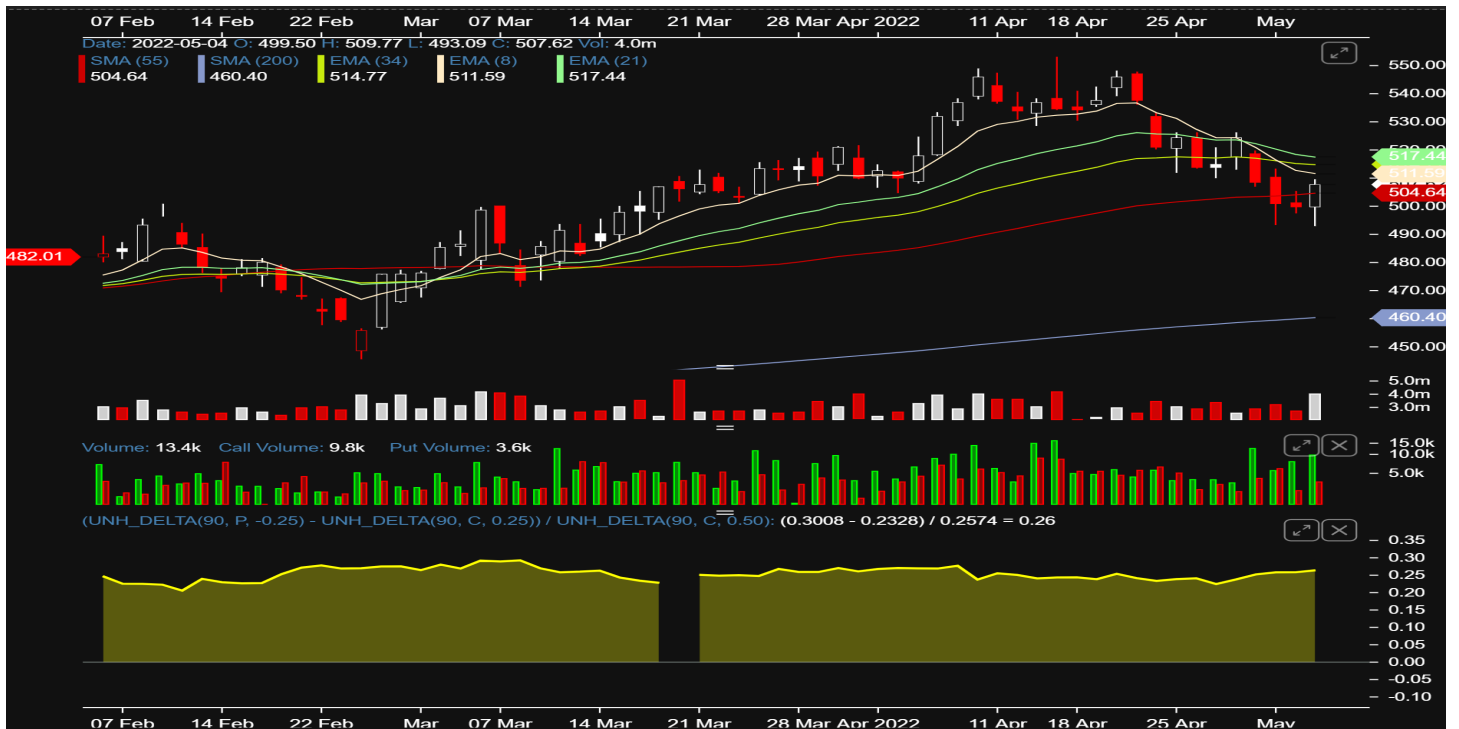 07 Feb 14 Feb 22 Feb Mar 07 Mar 14 Mar 21 Mar 28 Mar Apr 2022 11 Apr 18 Apr 25 Apr May
Date: 2022-05-04 O: 499.50 H: 509.77 L: 493.09 C: 507.62 Vol: 4.0m
SMA (55) SMA (200) EMA (34) EMA (8) EMA (21)
504.64 460.40 514.77 511.59 517.44
550.00
540.00
530.00
520.00
517.44
511.59
504.64
500.00
490.00
482.01
480.00
470.00
460.40
450.00
5.0m
4.0m
3.0m
Volume: 13.4k Call Volume: 9.8k Put Volume: 3.6k
15.0k
10.0k
5.0k
(UNH_DELTA(90, P, -0.25) - UNH_DELTA(90, C, 0.25)) / UNH_DELTA(90, C, 0.50): (0.3008 - 0.2328) / 0.2574 = 0.26
0.35
0.30
0.25
0.20
0.15
0.10
0.05
0.00
-0.05
-0.10
07 Feb 14 Feb 22 Feb Mar 07 Mar 14 Mar 21 Mar 28 Mar Apr 2022 11 Apr 18 Apr 25 Apr May